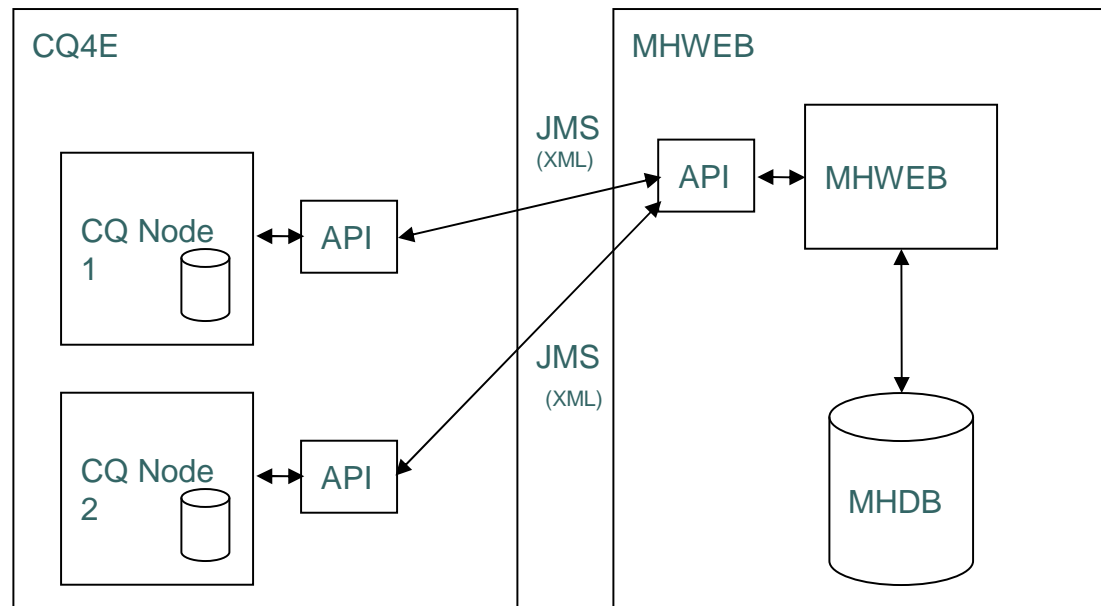 CQ4E
MHWEB
JMS
(XML)
API
MHWEB
CQ Node
1
API
JMS
(XML)
CQ Node
2
API
MHDB